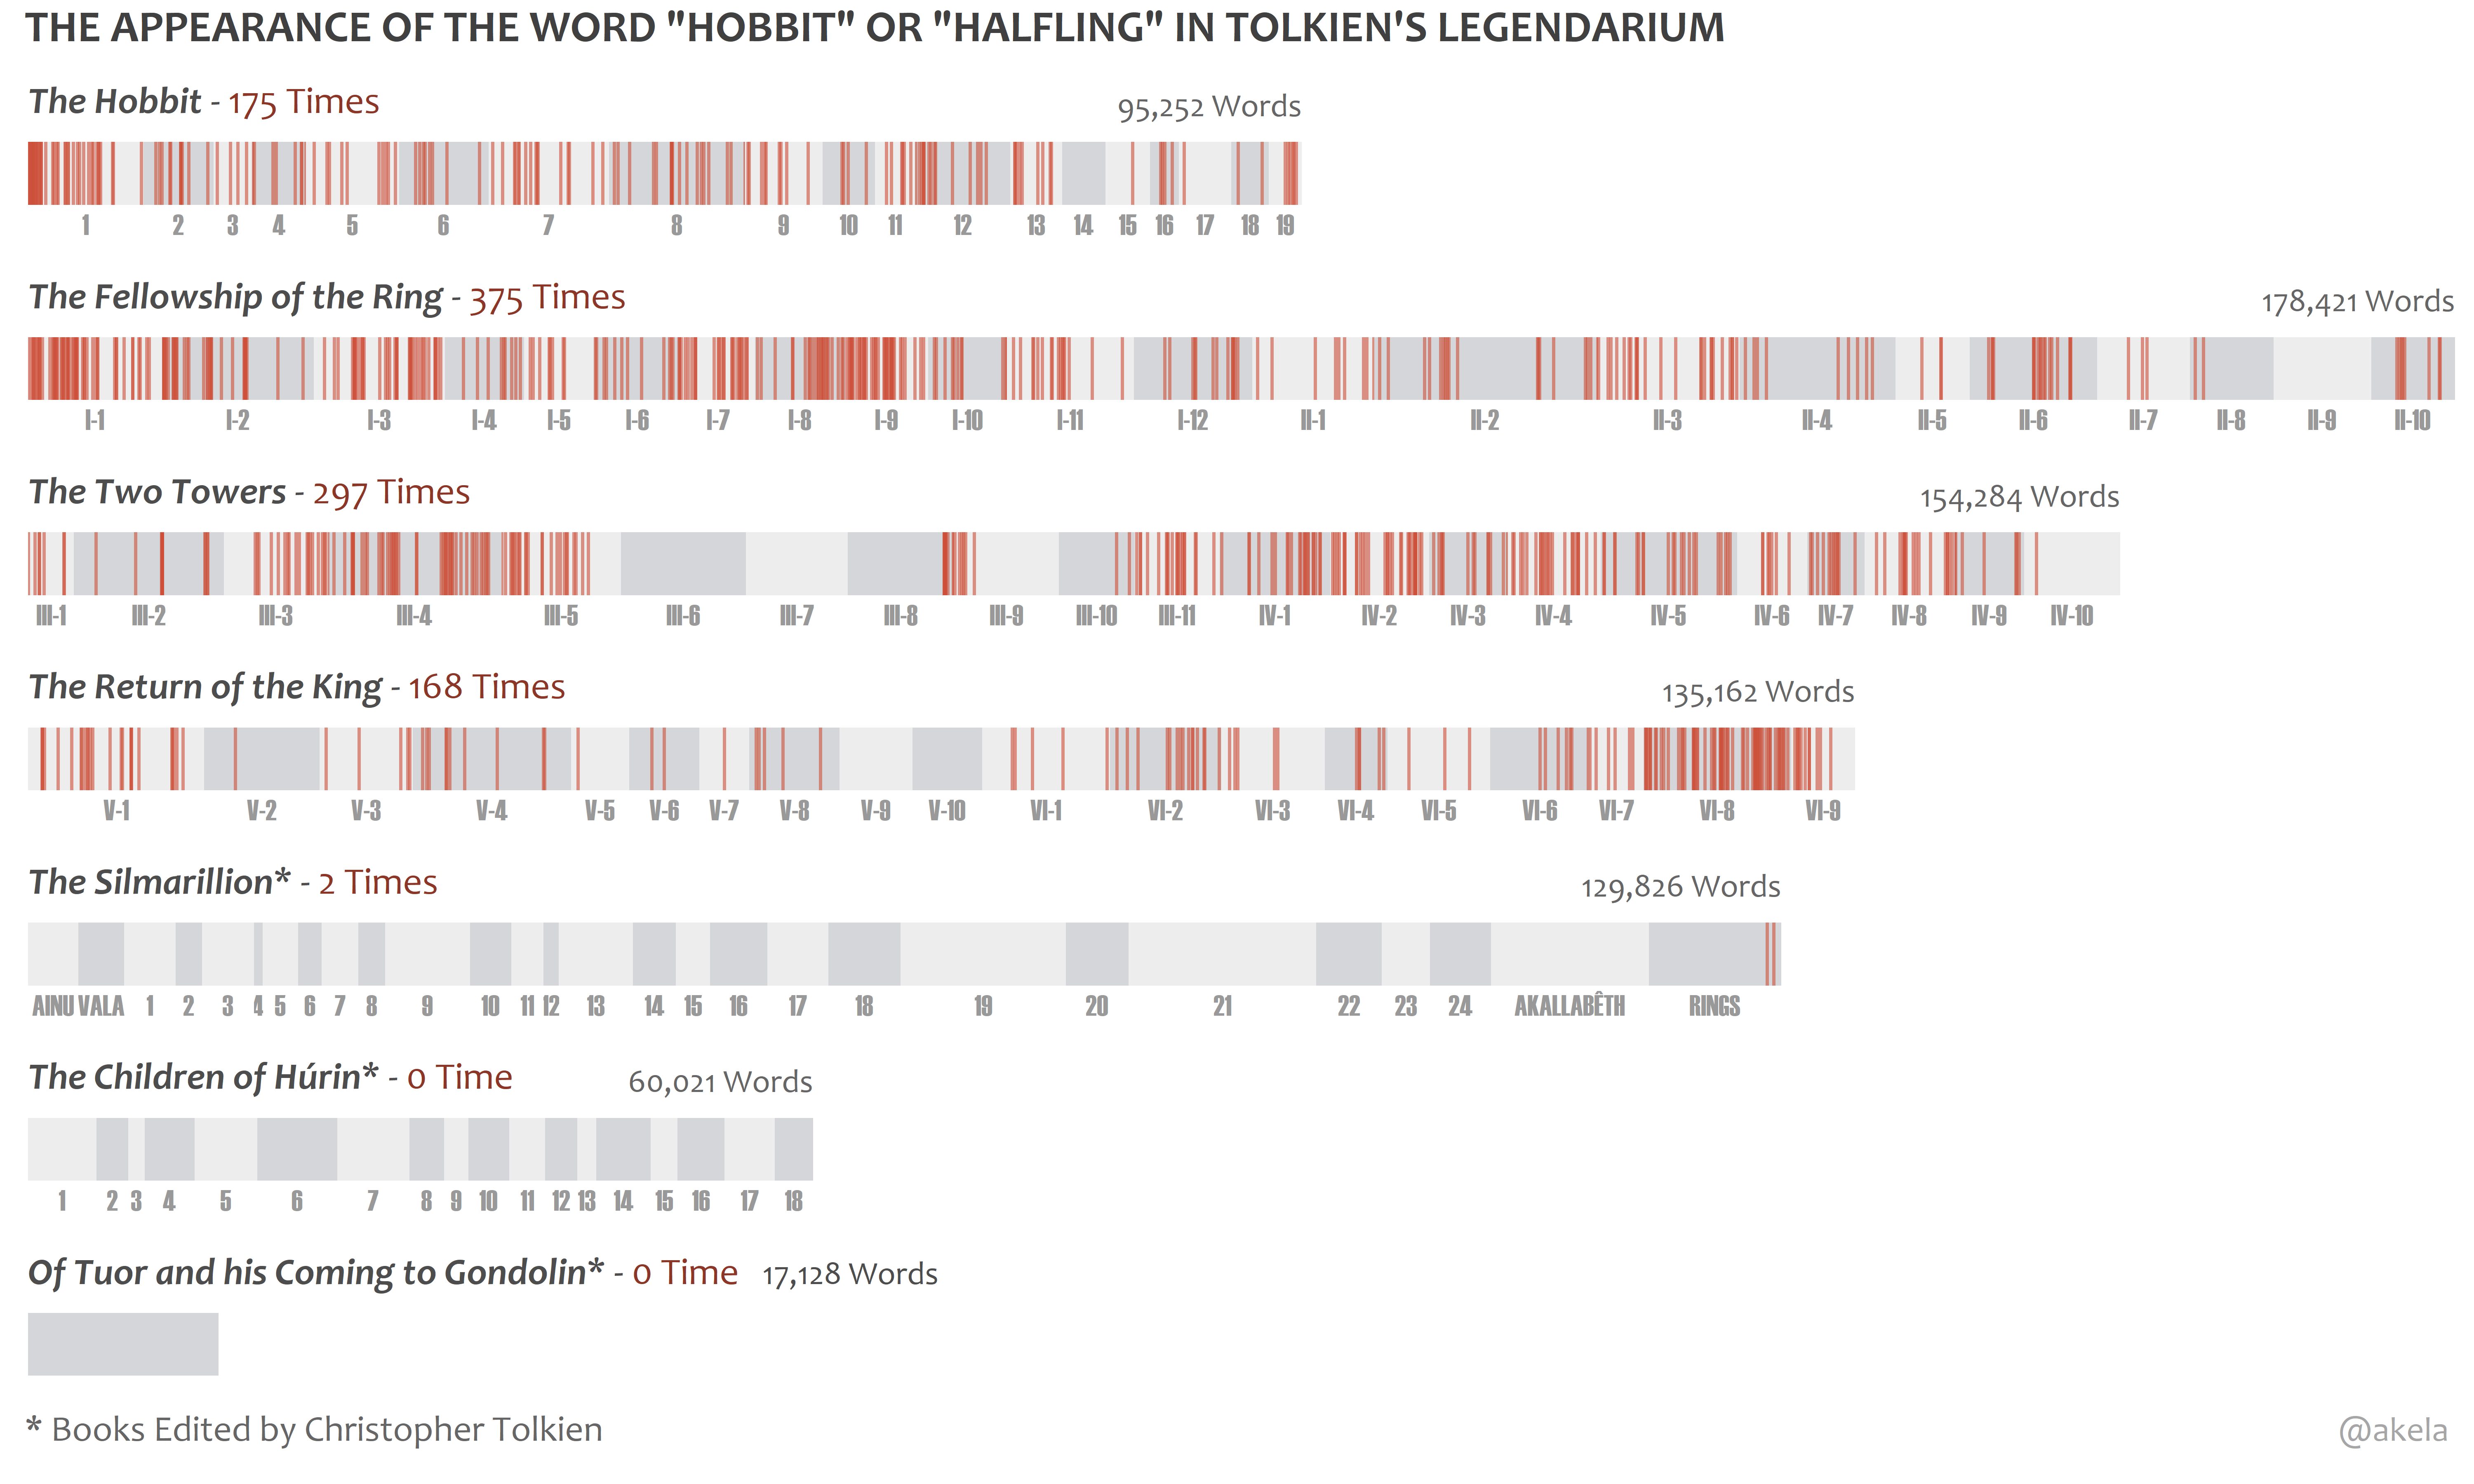 THE APPEARANCE OF THE WORD "HOBBIT" OR "HALFLING" IN TOLKIEN'S LEGENDARIUM
The Hobbit - 175 Times 95,252 Words
1 2 3 4 5 6 7 8 9 10 11 12 13 14 15 16 17 18 19
The Fellowship of the Ring - 375 Times 178,421 Words
I-1 I-2 I-3 I-4 I-5 I-6 I-7 I-8 I-9 I-10 I-11 I-12 II-1 II-2 II-3 II-4 II-5 II-6 II-7 II-8 II-9 II-10
The Two Towers - 297 Times 154,284 Words
III-1 III-2 III-3 III-4 III-5 III-6 III-7 III-8 III-9 III-10 III-11 IV-1 IV-2 IV-3 IV-4 IV-5 IV-6 IV-7 IV-8 IV-9 IV-10
The Return of the King - 168 Times 135,162 Words
V-1 V-2 V-3 V-4 V-5 V-6 V-7 V-8 V-9 V-10 VI-1 VI-2 VI-3 VI-4 VI-5 VI-6 VI-7 VI-8 VI-9
The Silmarillion* - 2 Times 129,826 Words
AINU VALA 1 2 3 4 5 6 7 8 9 10 11 12 13 14 15 16 17 18 19 20 21 22 23 24 AKALLABÊTH RINGS
The Children of Húrin* - 0 Time 60,021 Words
1 2 3 4 5 6 7 8 9 10 11 12 13 14 15 16 17 18
Of Tuor and his Coming to Gondolin* - 0 Time 17,128 Words
* Books Edited by Christopher Tolkien @akela